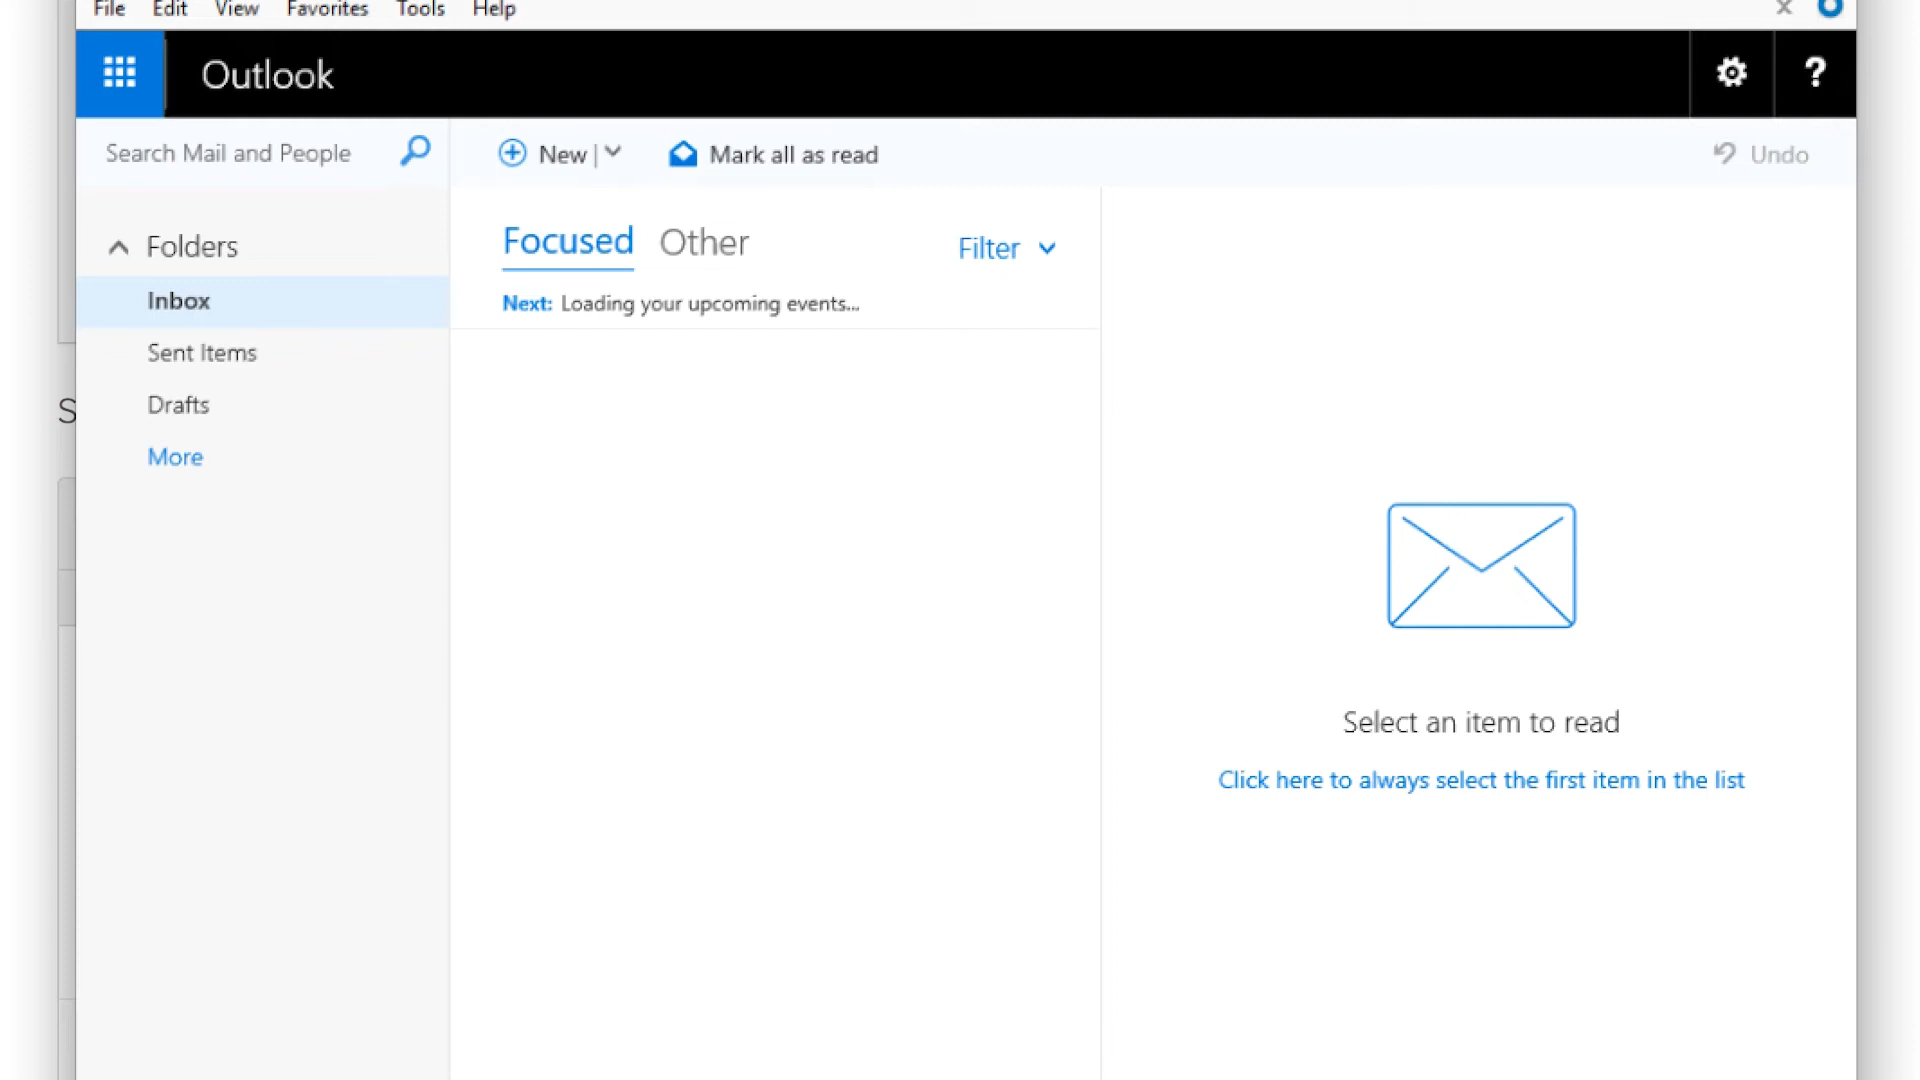 File Edit View Favorites Tools Help
Outlook
?
Search Mail and People
New | Mark all as read
Undo
Folders
Inbox
Sent Items
Drafts
More
Focused Other
Filter
Next: Loading your upcoming events...
Select an item to read
Click here to always select the first item in the list
S